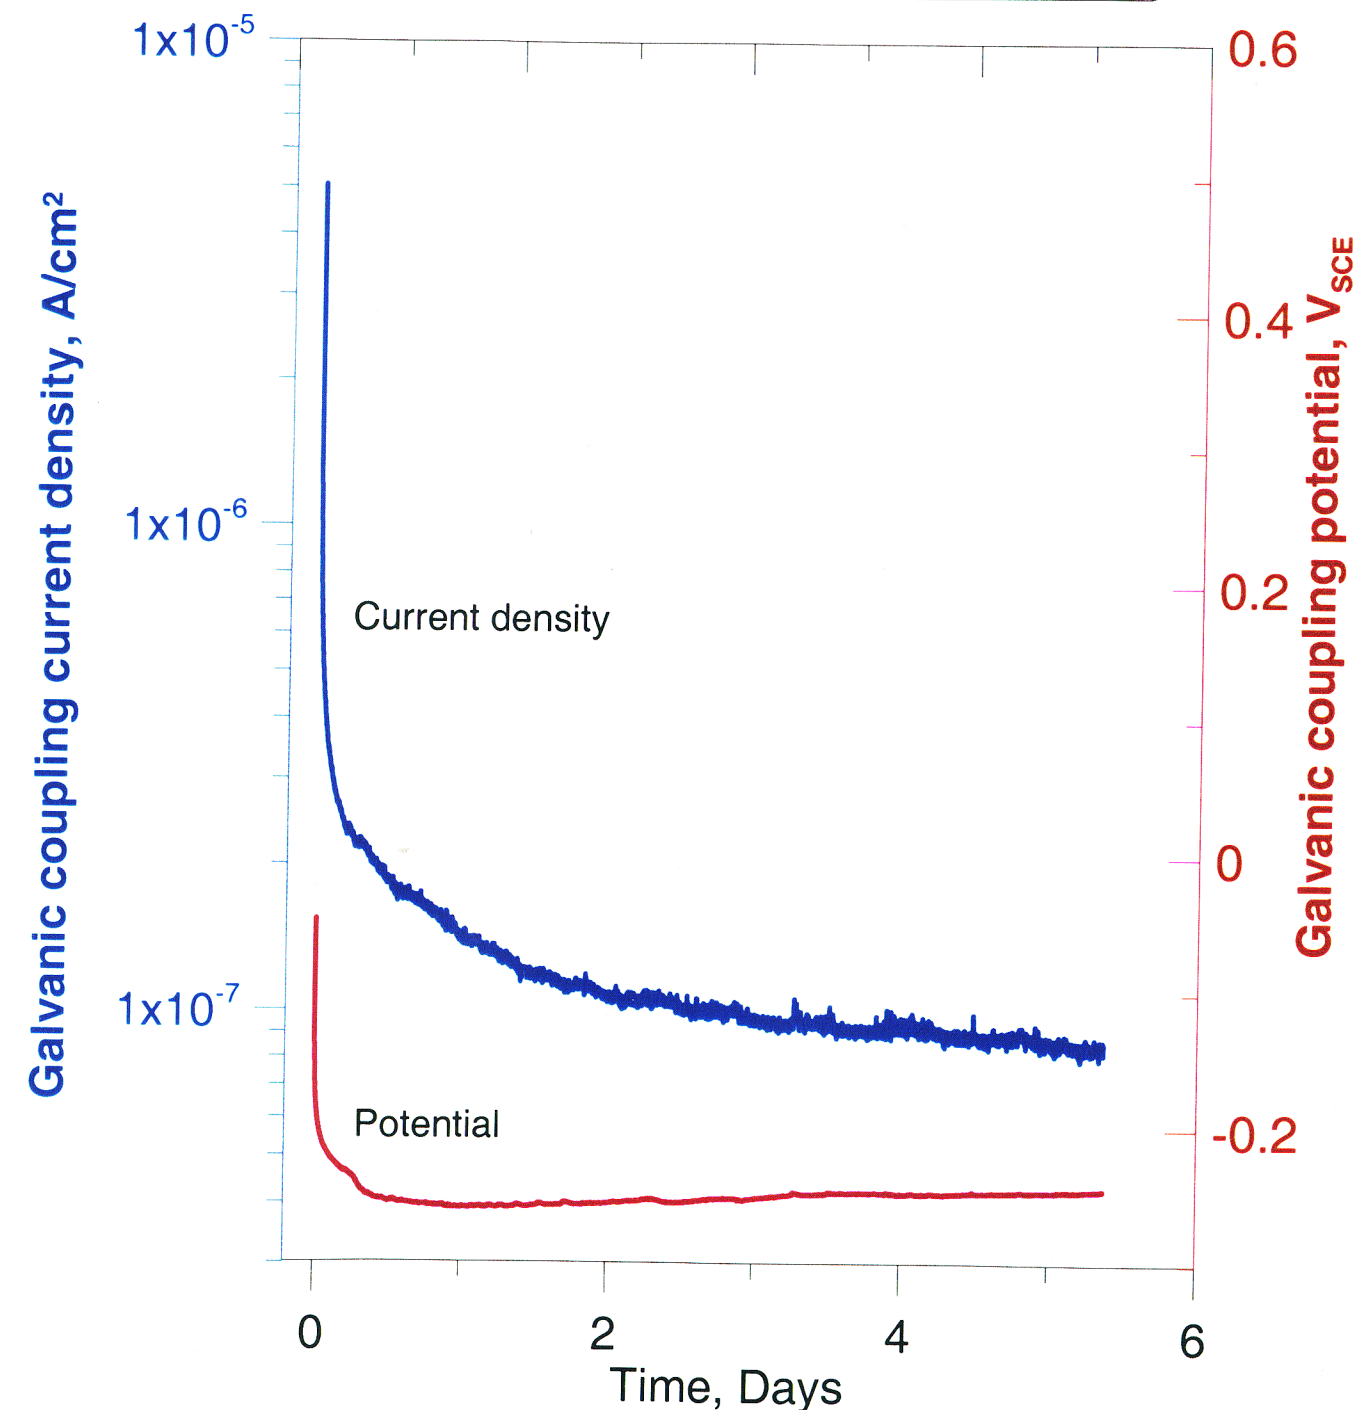 Galvanic coupling current density, A/cm²
1x10⁻⁵
1x10⁻⁶
1x10⁻⁷
Current density
Potential
0.6
0.4
0.2
0
-0.2
Galvanic coupling potential, V_SCE
0 2 4 6
Time, Days